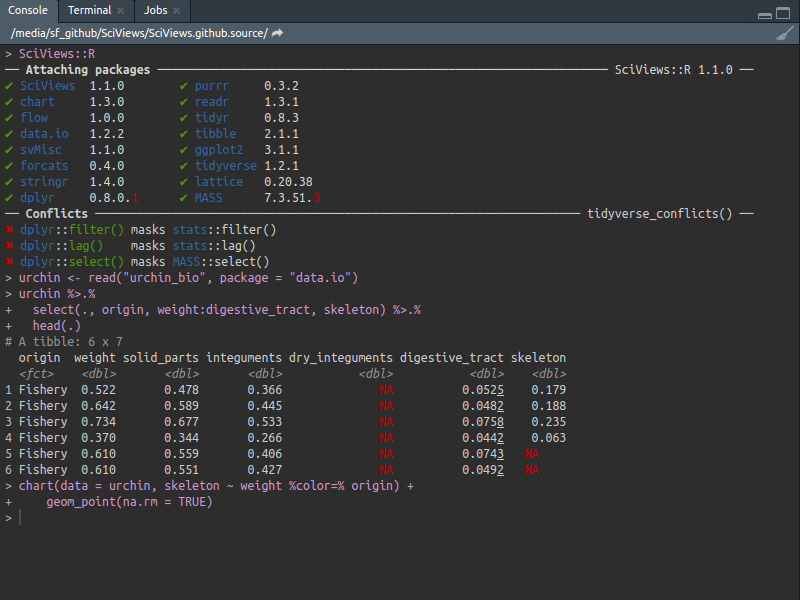 Console Terminal × Jobs ×
/media/sf_github/SciViews/SciViews.github.source/
> SciViews::R
── Attaching packages ──────────────────── SciViews::R 1.1.0 ──
✔ SciViews 1.1.0 ✔ purrr 0.3.2
✔ chart 1.3.0 ✔ readr 1.3.1
✔ flow 1.0.0 ✔ tidyr 0.8.3
✔ data.io 1.2.2 ✔ tibble 2.1.1
✔ svMisc 1.1.0 ✔ ggplot2 3.1.1
✔ forcats 0.4.0 ✔ tidyverse 1.2.1
✔ stringr 1.4.0 ✔ lattice 0.20.38
✔ dplyr 0.8.0.1 ✔ MASS 7.3.51.3
── Conflicts ──────────────────── tidyverse_conflicts() ──
✖ dplyr::filter() masks stats::filter()
✖ dplyr::lag() masks stats::lag()
✖ dplyr::select() masks MASS::select()
> urchin <- read("urchin_bio", package = "data.io")
> urchin %>.%
+ select(., origin, weight:digestive_tract, skeleton) %>.%
+ head(.)
# A tibble: 6 x 7
origin weight solid_parts integuments dry_integuments digestive_tract skeleton
<fct> <dbl> <dbl> <dbl> <dbl> <dbl> <dbl>
1 Fishery 0.522 0.478 0.366 NA 0.0525 0.179
2 Fishery 0.642 0.589 0.445 NA 0.0482 0.188
3 Fishery 0.734 0.677 0.533 NA 0.0758 0.235
4 Fishery 0.370 0.344 0.266 NA 0.0442 0.063
5 Fishery 0.610 0.559 0.406 NA 0.0743 NA
6 Fishery 0.610 0.551 0.427 NA 0.0492 NA
> chart(data = urchin, skeleton ~ weight %color=% origin) +
+ geom_point(na.rm = TRUE)
>